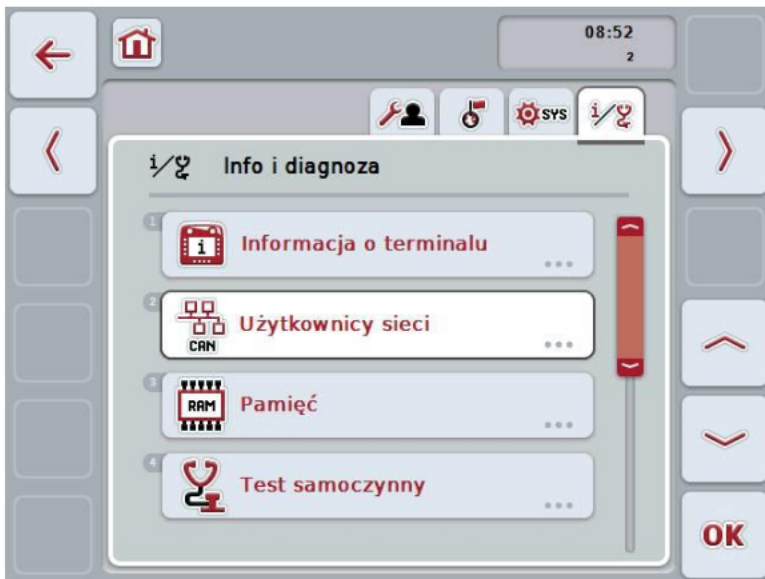 08:52
2
SYS
i
Info i diagnoza
1
i
Informacja o terminalu
2
CAN
Użytkownicy sieci
3
RAM
Pamięć
4
Test samoczynny
OK